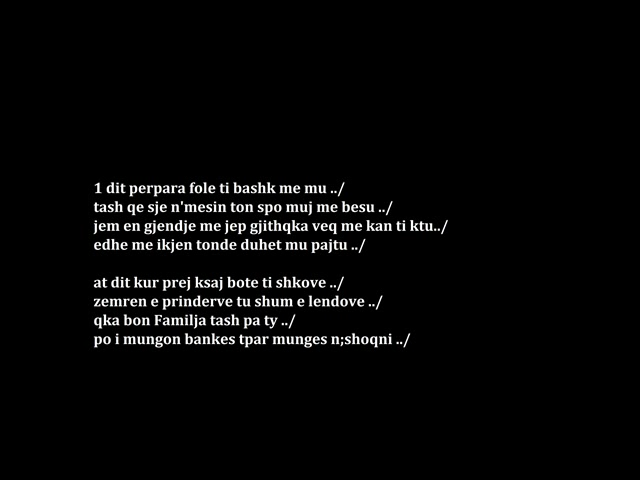 1 dit perpara fole ti bashk me mu ../
tash qe sje n'mesin ton spo muj me besu ../
jem en gjendje me jep gjithqka veq me kan ti ktu../
edhe me ikjen tonde duhet mu pajtu ../
at dit kur prej ksaj bote ti shkove ../
zemren e prinderve tu shum e lendove ../
qka bon Familja tash pa ty ../
po i mungon bankes tpar munges n;shoqni ../